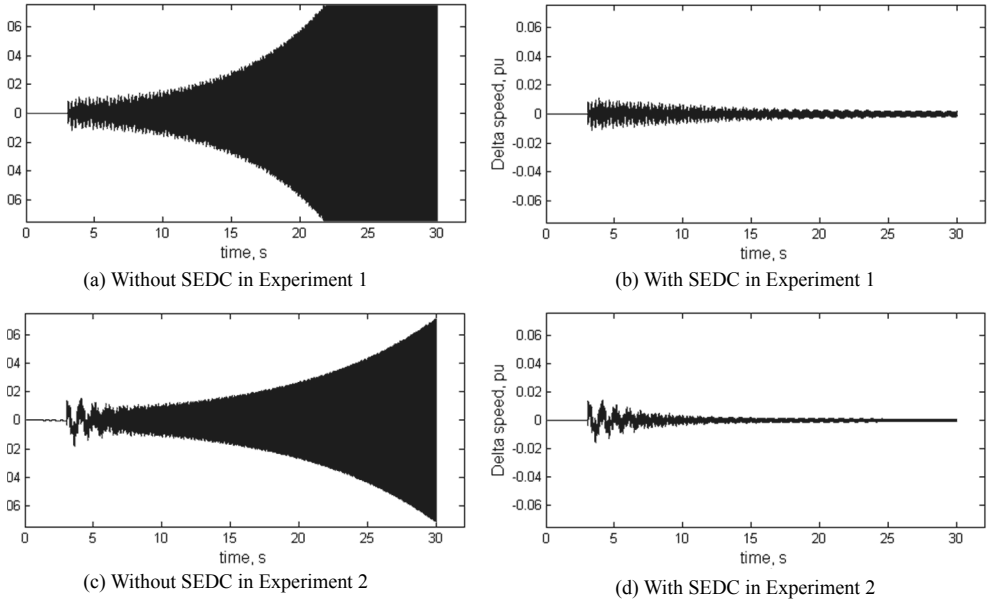 06
04
02
0
02
04
06
0 5 10 15 20 25 30
time, s
(a) Without SEDC in Experiment 1
Delta speed, pu
0.06
0.04
0.02
0
-0.02
-0.04
-0.06
0 5 10 15 20 25 30
time, s
(b) With SEDC in Experiment 1
06
04
02
0
02
04
06
0 5 10 15 20 25 30
time, s
(c) Without SEDC in Experiment 2
Delta speed, pu
0.06
0.04
0.02
0
-0.02
-0.04
-0.06
0 5 10 15 20 25 30
time, s
(d) With SEDC in Experiment 2